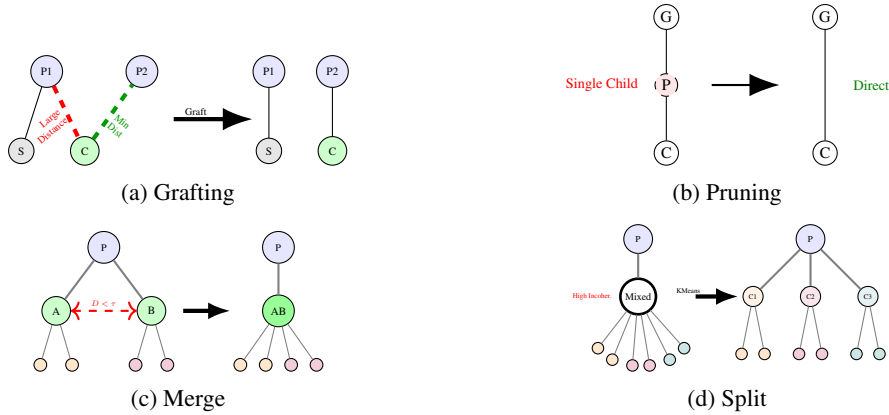 P1
P2
P1
P2
Large
Distance
Min
Dist
Graft
S
C
S
C
(a) Grafting
G
G
Single Child
P
Direct
C
C
(b) Pruning
P
P
A
D < τ
B
AB
(c) Merge
P
P
High Incoher.
Mixed
KMeans
C1
C2
C3
(d) Split